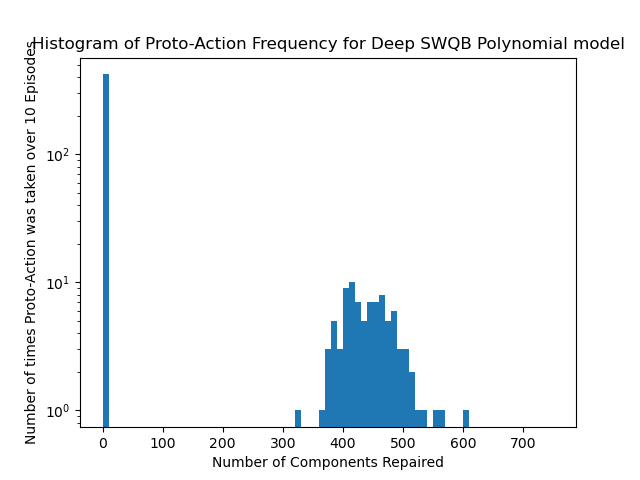 Histogram of Proto-Action Frequency for Deep SWQB Polynomial model
Number of times Proto-Action was taken over 10 Episodes
10²
10¹
10⁰
0 100 200 300 400 500 600 700
Number of Components Repaired